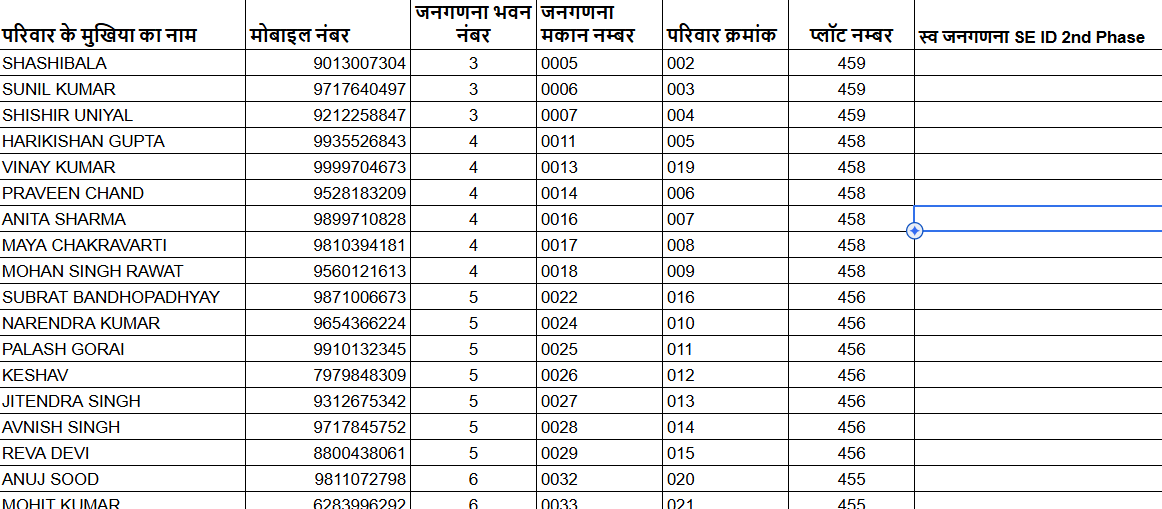 परिवार के मुखिया का नाम मोबाइल नंबर जनगणना भवन नंबर जनगणना मकान नम्बर परिवार क्रमांक प्लॉट नम्बर स्व जनगणना SE ID 2nd Phase
SHASHIBALA 9013007304 3 0005 002 459
SUNIL KUMAR 9717640497 3 0006 003 459
SHISHIR UNIYAL 9212258847 3 0007 004 459
HARIKISHAN GUPTA 9935526843 4 0011 005 458
VINAY KUMAR 9999704673 4 0013 019 458
PRAVEEN CHAND 9528183209 4 0014 006 458
ANITA SHARMA 9899710828 4 0016 007 458
MAYA CHAKRAVARTI 9810394181 4 0017 008 458
MOHAN SINGH RAWAT 9560121613 4 0018 009 458
SUBRAT BANDHOPADHYAY 9871006673 5 0022 016 456
NARENDRA KUMAR 9654366224 5 0024 010 456
PALASH GORAI 9910132345 5 0025 011 456
KESHAV 7979848309 5 0026 012 456
JITENDRA SINGH 9312675342 5 0027 013 456
AVNISH SINGH 9717845752 5 0028 014 456
REVA DEVI 8800438061 5 0029 015 456
ANUJ SOOD 9811072798 6 0032 020 455
MOHIT KUMAR 6283996292 6 0033 021 455